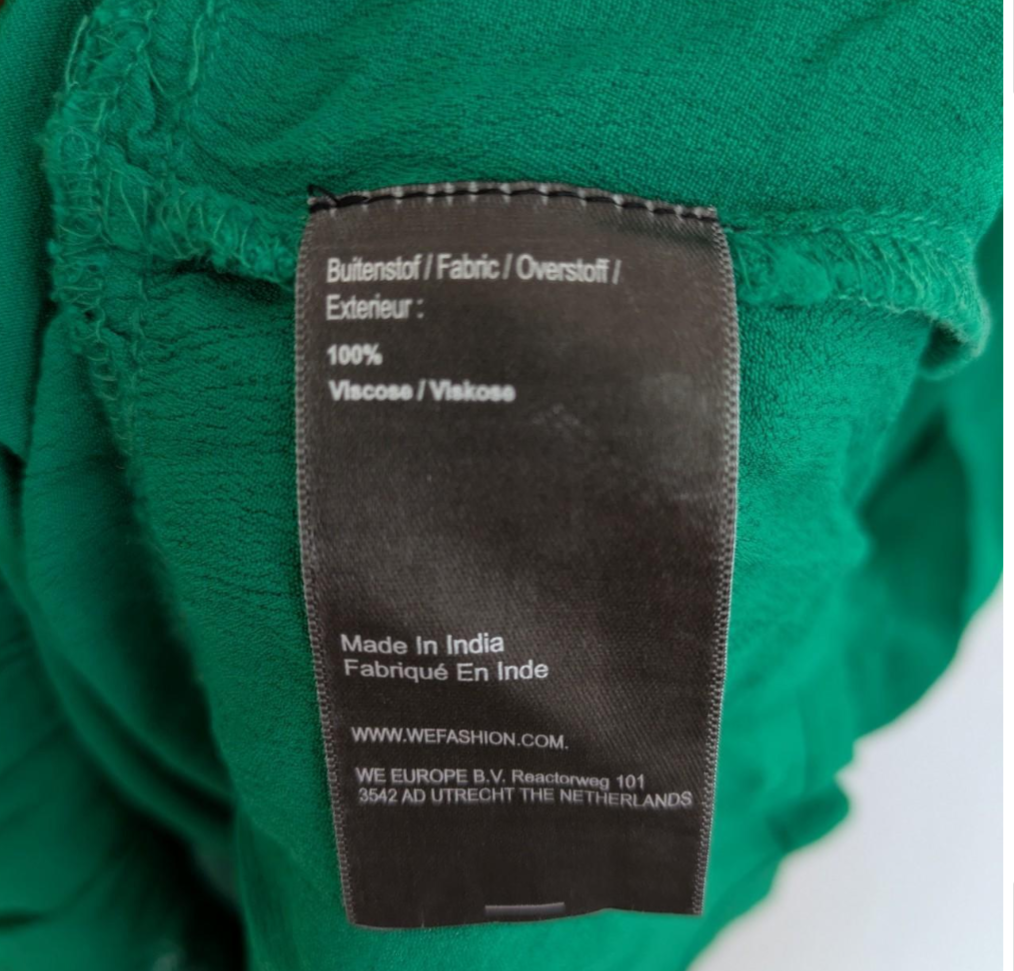 Buitenstof / Fabric / Overstoff /
Exterieur :
100%
Viscose / Viskose
Made In India
Fabriqué En Inde
WWW.WEFASHION.COM.
WE EUROPE B.V. Reactorweg 101
3542 AD UTRECHT THE NETHERLANDS